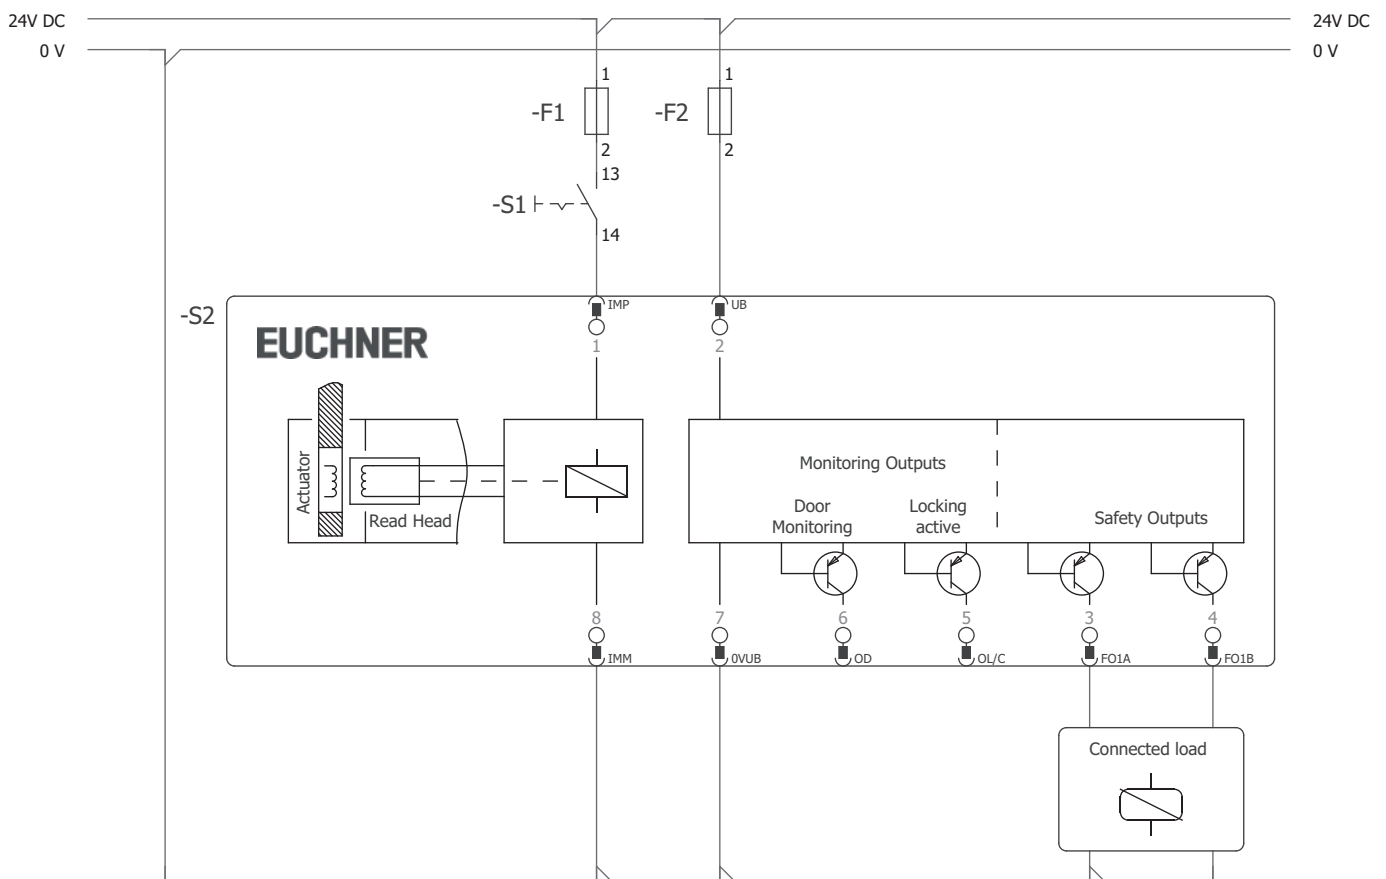 24V DC
24V DC
0 V
0 V
1
1
-F1
-F2
2
2
13
-S1
14
-S2
IMP
UB
EUCHNER
1
2
Actuator
Read Head
Monitoring Outputs
Door
Monitoring
Locking
active
Safety Outputs
8
7
6
5
3
4
IMM
0VUB
OD
OL/C
FO1A
FO1B
Connected load